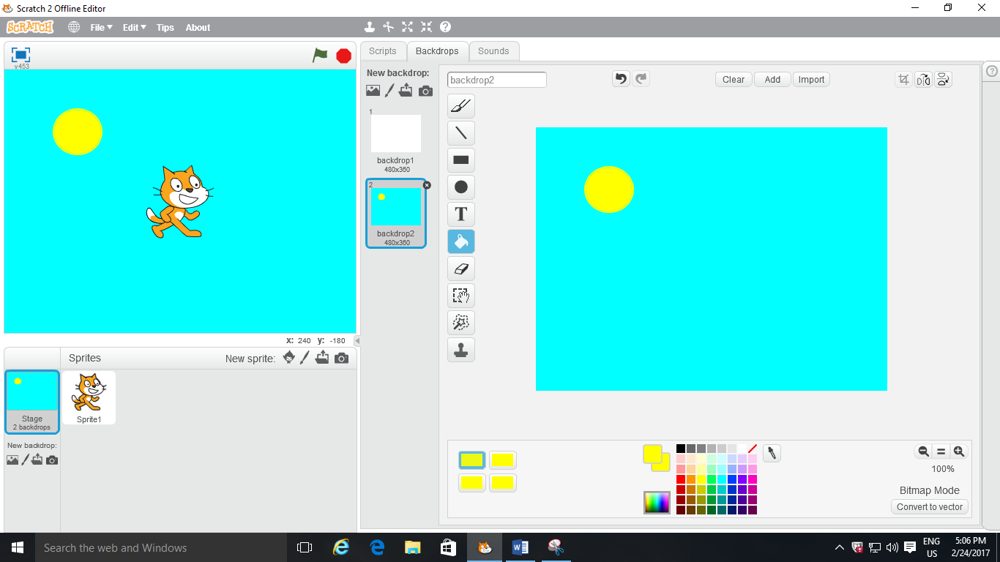 Scratch 2 Offline Editor
SCRATCH File Edit Tips About
v453
Scripts Backdrops Sounds
New backdrop:
backdrop2
Clear Add Import
1
backdrop1
480x360
2
backdrop2
480x360
T
x: 240 y: -180
Sprites New sprite:
Stage
2 backdrops
Sprite1
New backdrop:
100%
Bitmap Mode
Convert to vector
Search the web and Windows
ENG
US
5:06 PM
2/24/2017